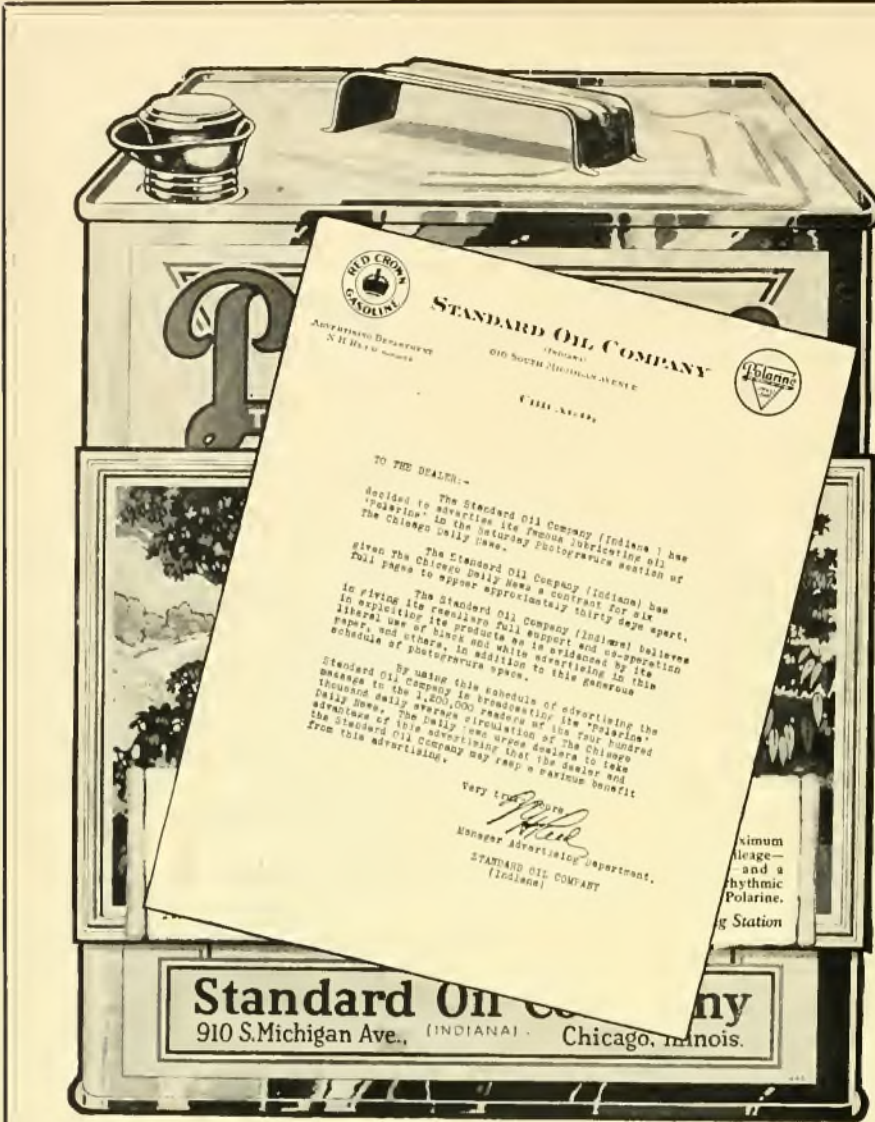 RED CROWN
GASOLINE
STANDARD OIL COMPANY
(INDIANA)
910 SOUTH MICHIGAN AVENUE
CHICAGO,
ADVERTISING DEPARTMENT
N H REED MANAGER
Polarine
TO THE DEALER:-
The Standard Oil Company (Indiana ) has
decided to advertise its famous lubricating oil
'Polarine' in the Saturday Photogravure section of
The Chicago Daily News.
The Standard Oil Company (Indiana) has
given The Chicago Daily News a contract for six
full pages to appear approximately thirty days apart.
The Standard Oil Company (Indiana) believes
in giving its resellers full support and co-operation
in exploiting its products as is evidenced by its
liberal use of black and white advertising in this
paper, and others, in addition to this generous
schedule of photogravure space.
By using this schedule of advertising the
Standard Oil Company is broadcasting its 'Polarine'
message to the 1,200,000 readers of the four hundred
thousand daily average circulation of The Chicago
Daily News. The Daily News urges dealers to take
advantage of this advertising that the dealer and
the Standard Oil Company may reap a maximum benefit
from this advertising.
Very truly yours
N H Reed
Manager Advertising Department.
STANDARD OIL COMPANY
(Indiana)
P
T
ximum
ileage—
and a
rhythmic
Polarine.
g Station
Standard Oil Co ny
910 S. Michigan Ave., (INDIANA) Chicago, Illinois.